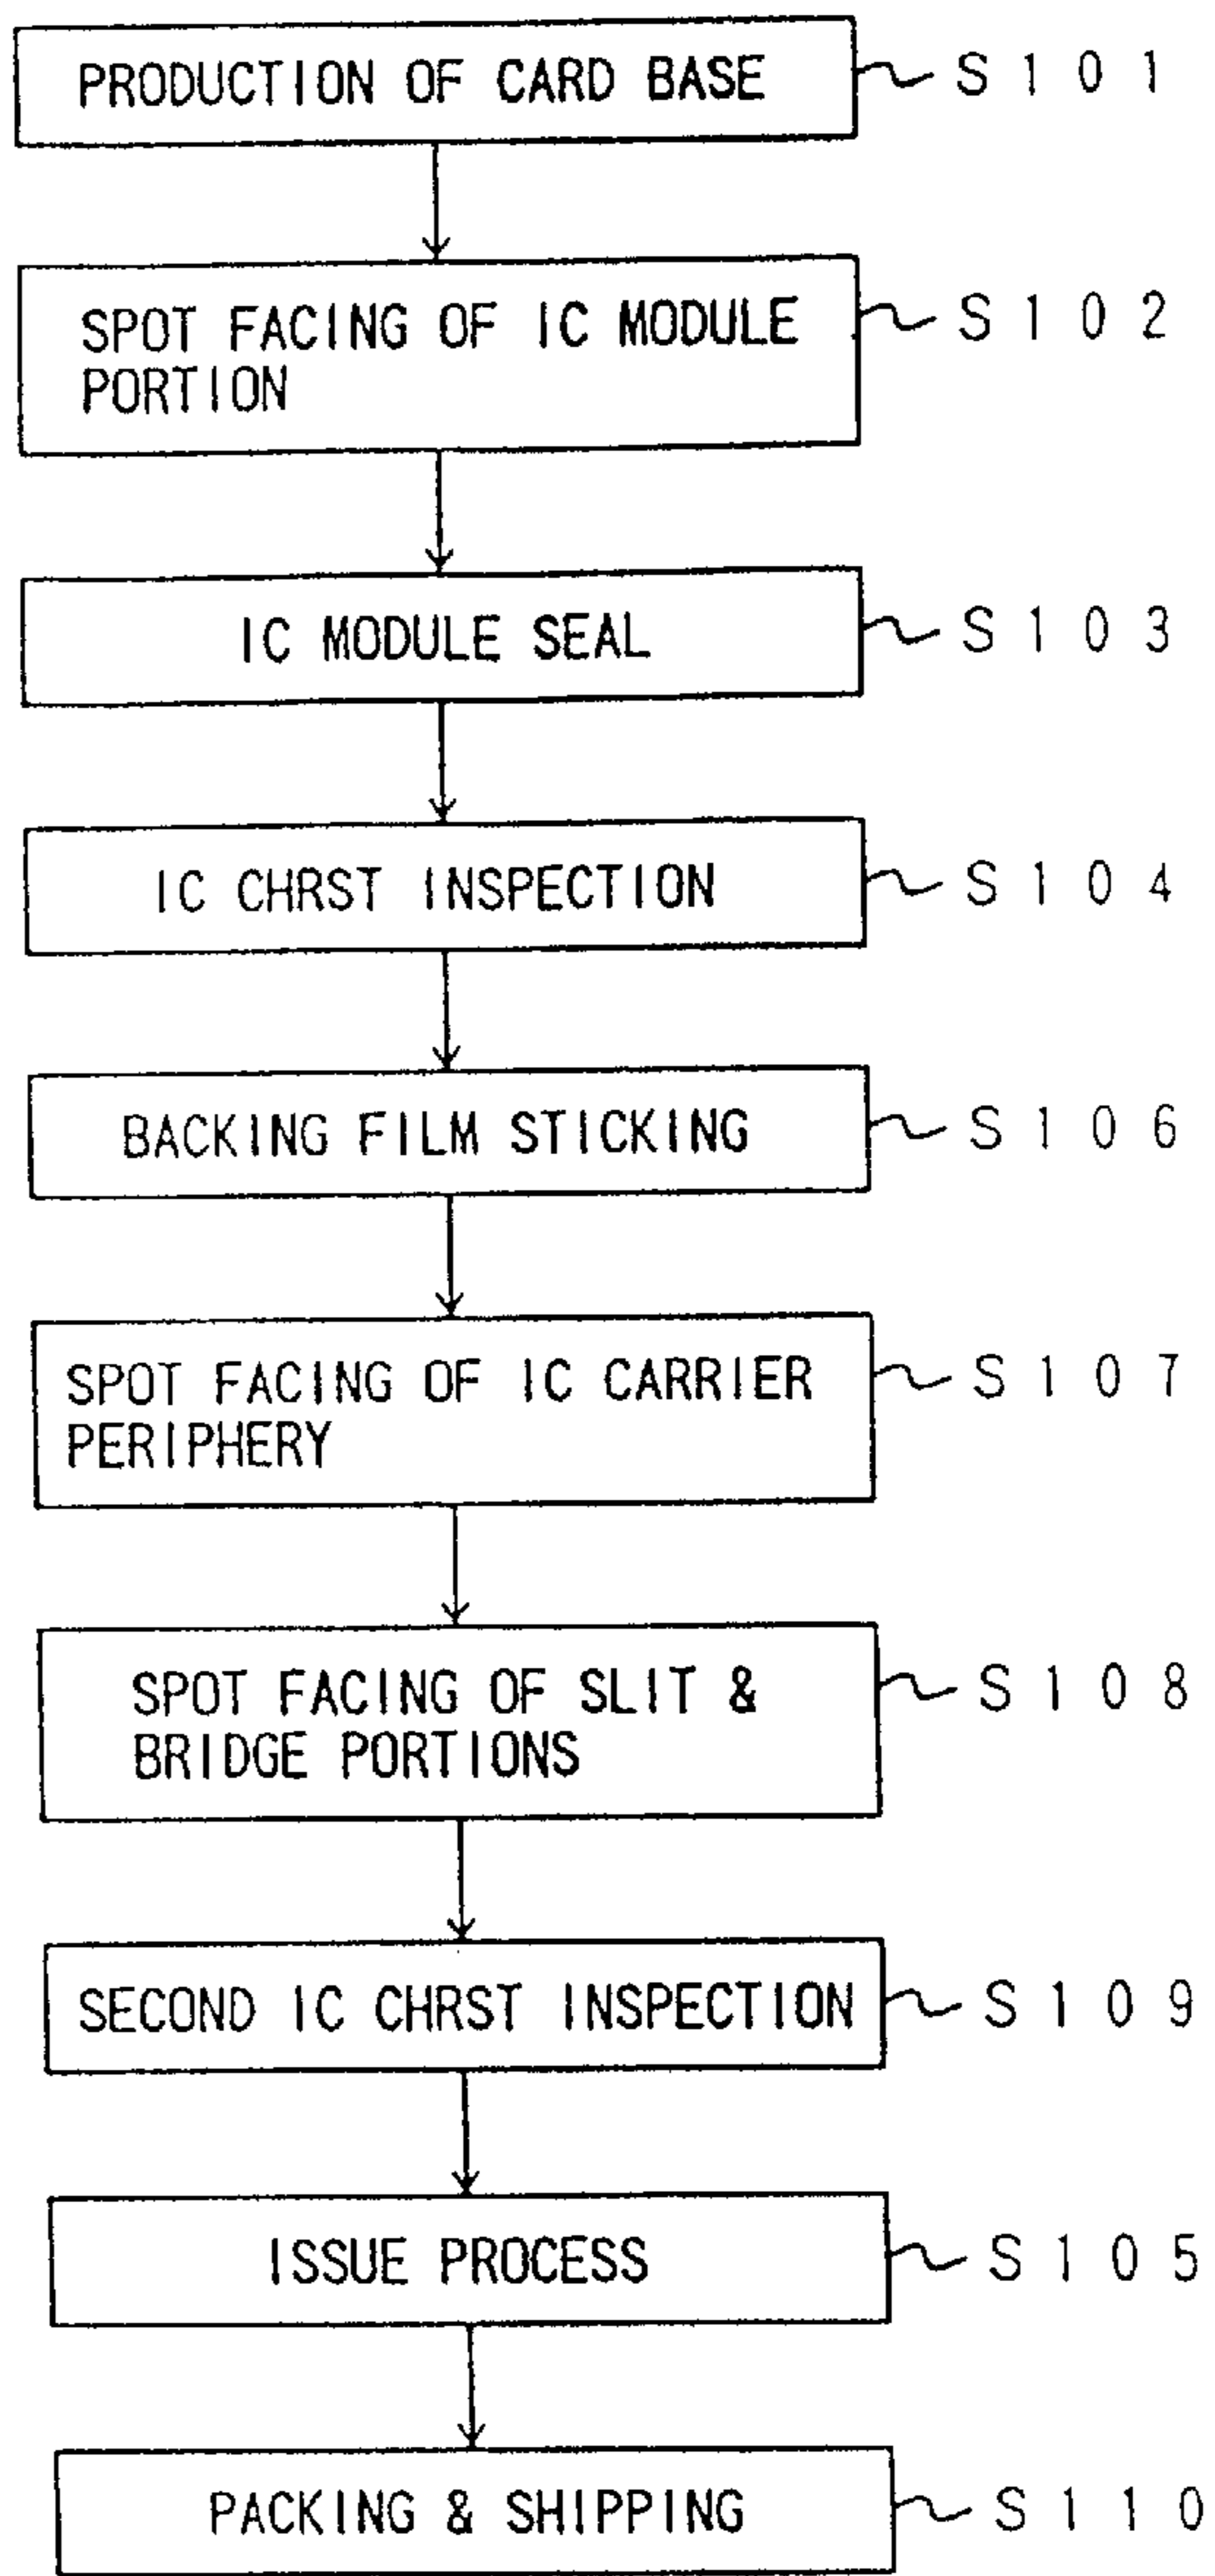 PRODUCTION OF CARD BASE
S101
SPOT FACING OF IC MODULE
PORTION
S102
IC MODULE SEAL
S103
IC CHRST INSPECTION
S104
BACKING FILM STICKING
S106
SPOT FACING OF IC CARRIER
PERIPHERY
S107
SPOT FACING OF SLIT &
BRIDGE PORTIONS
S108
SECOND IC CHRST INSPECTION
S109
ISSUE PROCESS
S105
PACKING & SHIPPING
S110